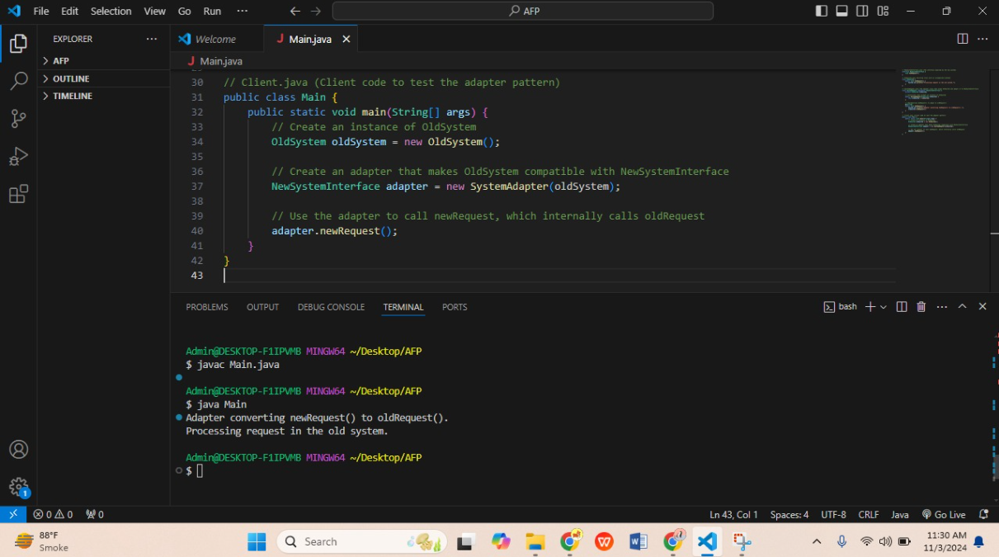 File Edit Selection View Go Run ··· AFP
EXPLORER ···
AFP
OUTLINE
TIMELINE
Welcome
J Main.java
J Main.java
30 // Client.java (Client code to test the adapter pattern)
31 public class Main {
32 public static void main(String[] args) {
33 // Create an instance of OldSystem
34 OldSystem oldSystem = new OldSystem();
35
36 // Create an adapter that makes OldSystem compatible with NewSystemInterface
37 NewSystemInterface adapter = new SystemAdapter(oldSystem);
38
39 // Use the adapter to call newRequest, which internally calls oldRequest
40 adapter.newRequest();
41 }
42 }
43
PROBLEMS OUTPUT DEBUG CONSOLE TERMINAL PORTS bash
Admin@DESKTOP-F1IPVMB MINGW64 ~/Desktop/AFP
$ javac Main.java
Admin@DESKTOP-F1IPVMB MINGW64 ~/Desktop/AFP
$ java Main
Adapter converting newRequest() to oldRequest().
Processing request in the old system.
Admin@DESKTOP-F1IPVMB MINGW64 ~/Desktop/AFP
$
1
0 0 0 Ln 43, Col 1 Spaces: 4 UTF-8 CRLF Java Go Live
88°F
Smoke
Search
W
W
11:30 AM
11/3/2024